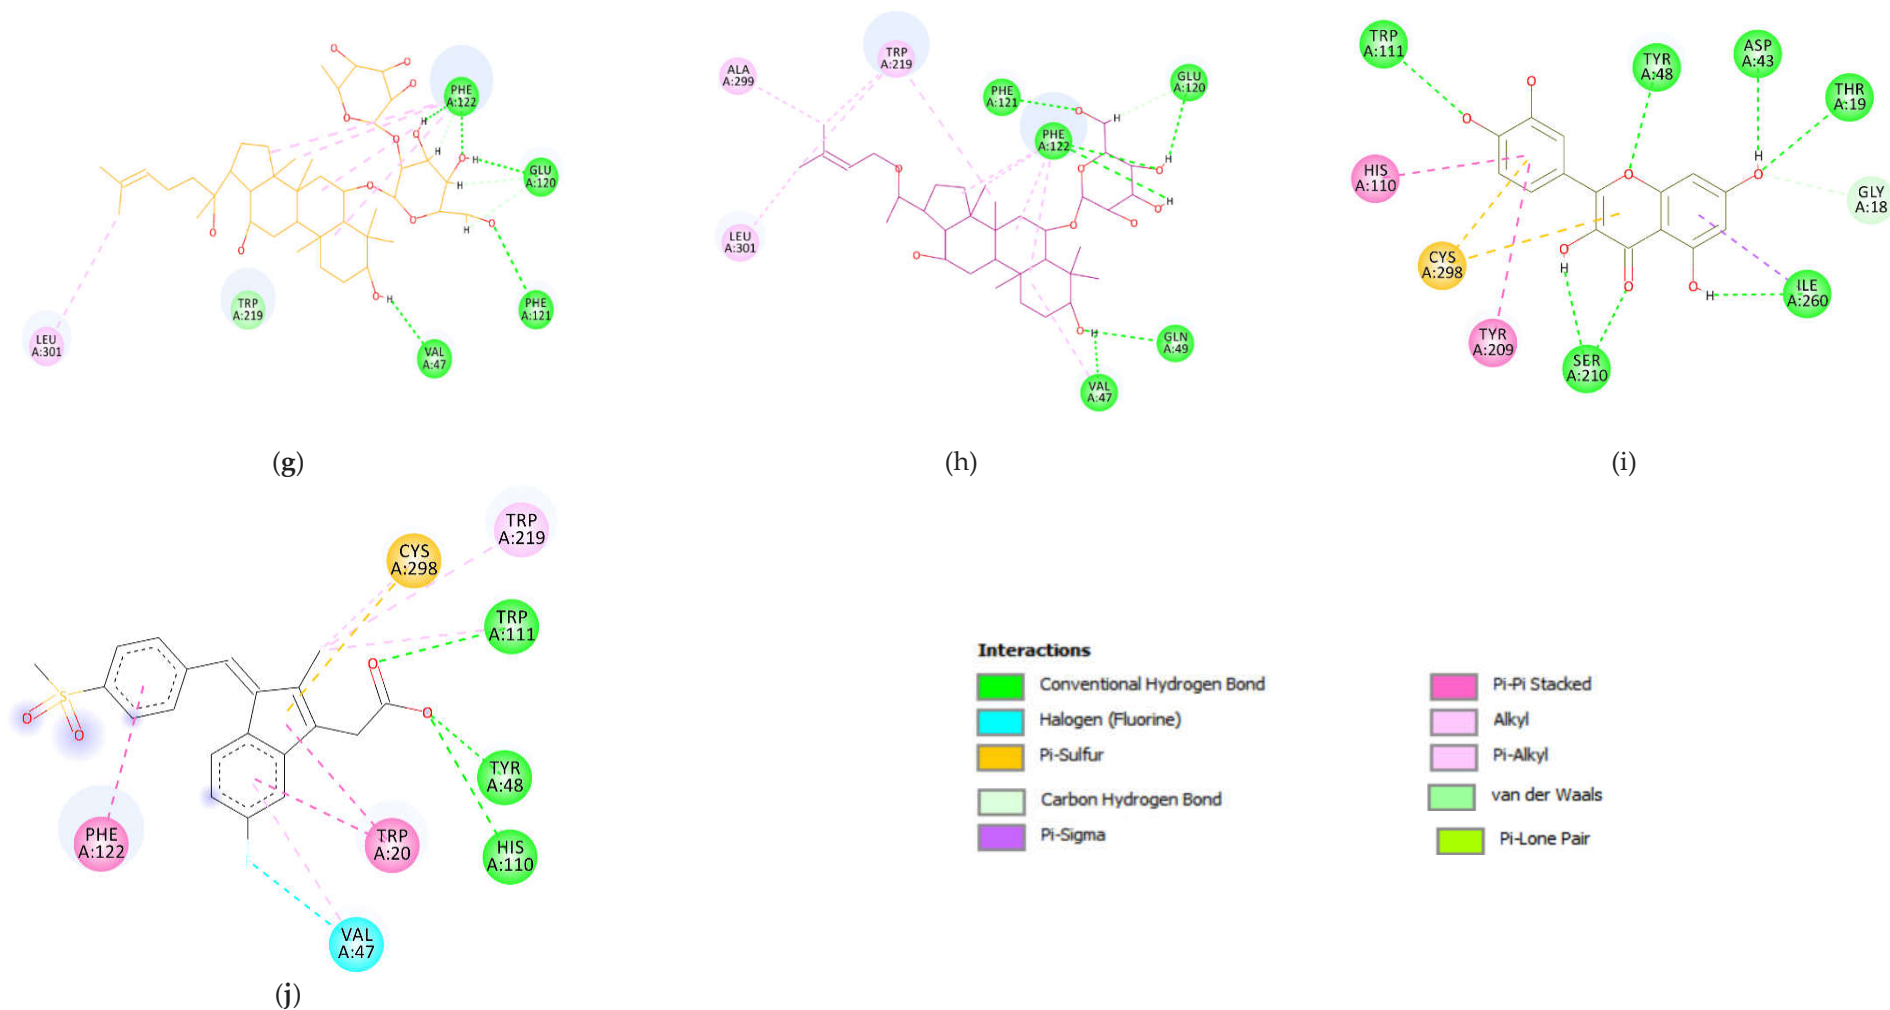 PHE
A:122
GLU
A:120
PHE
A:121
VAL
A:47
TRP
A:219
LEU
A:301
O
O
O
O
O
O
O
O
O
O
O
O
H
H
H
H
H
H
(g)
ALA
A:299
TRP
A:219
PHE
A:121
GLU
A:120
PHE
A:122
LEU
A:301
GLN
A:49
VAL
A:47
O
O
O
O
O
O
O
O
O
H
H
H
H
(h)
TRP
A:111
TYR
A:48
ASP
A:43
THR
A:19
HIS
A:110
GLY
A:18
CYS
A:298
ILE
A:260
TYR
A:209
SER
A:210
O
O
O
O
O
O
O
H
H
H
(i)
TRP
A:219
CYS
A:298
TRP
A:111
TYR
A:48
HIS
A:110
TRP
A:20
PHE
A:122
VAL
A:47
S
O
O
O
O
F
(j)
Interactions
Conventional Hydrogen Bond
Halogen (Fluorine)
Pi-Sulfur
Carbon Hydrogen Bond
Pi-Sigma
Pi-Pi Stacked
Alkyl
Pi-Alkyl
van der Waals
Pi-Lone Pair